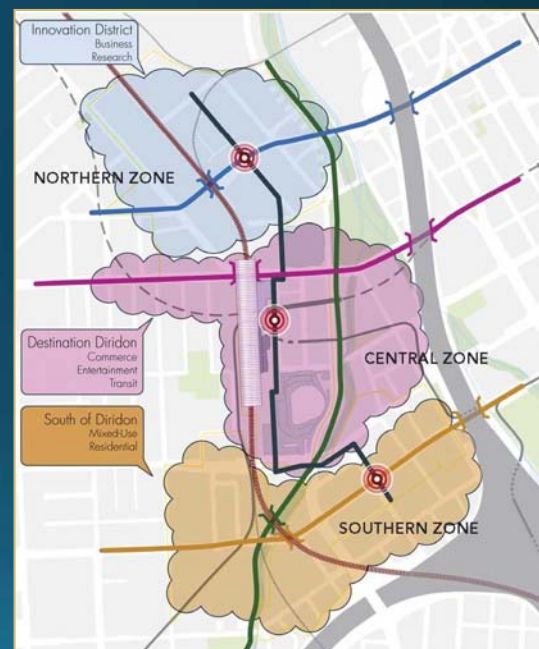 Innovation District
Business
Research
NORTHERN ZONE
Destination Diridon
Commerce
Entertainment
Transit
CENTRAL ZONE
South of Diridon
Mixed-Use
Residential
SOUTHERN ZONE